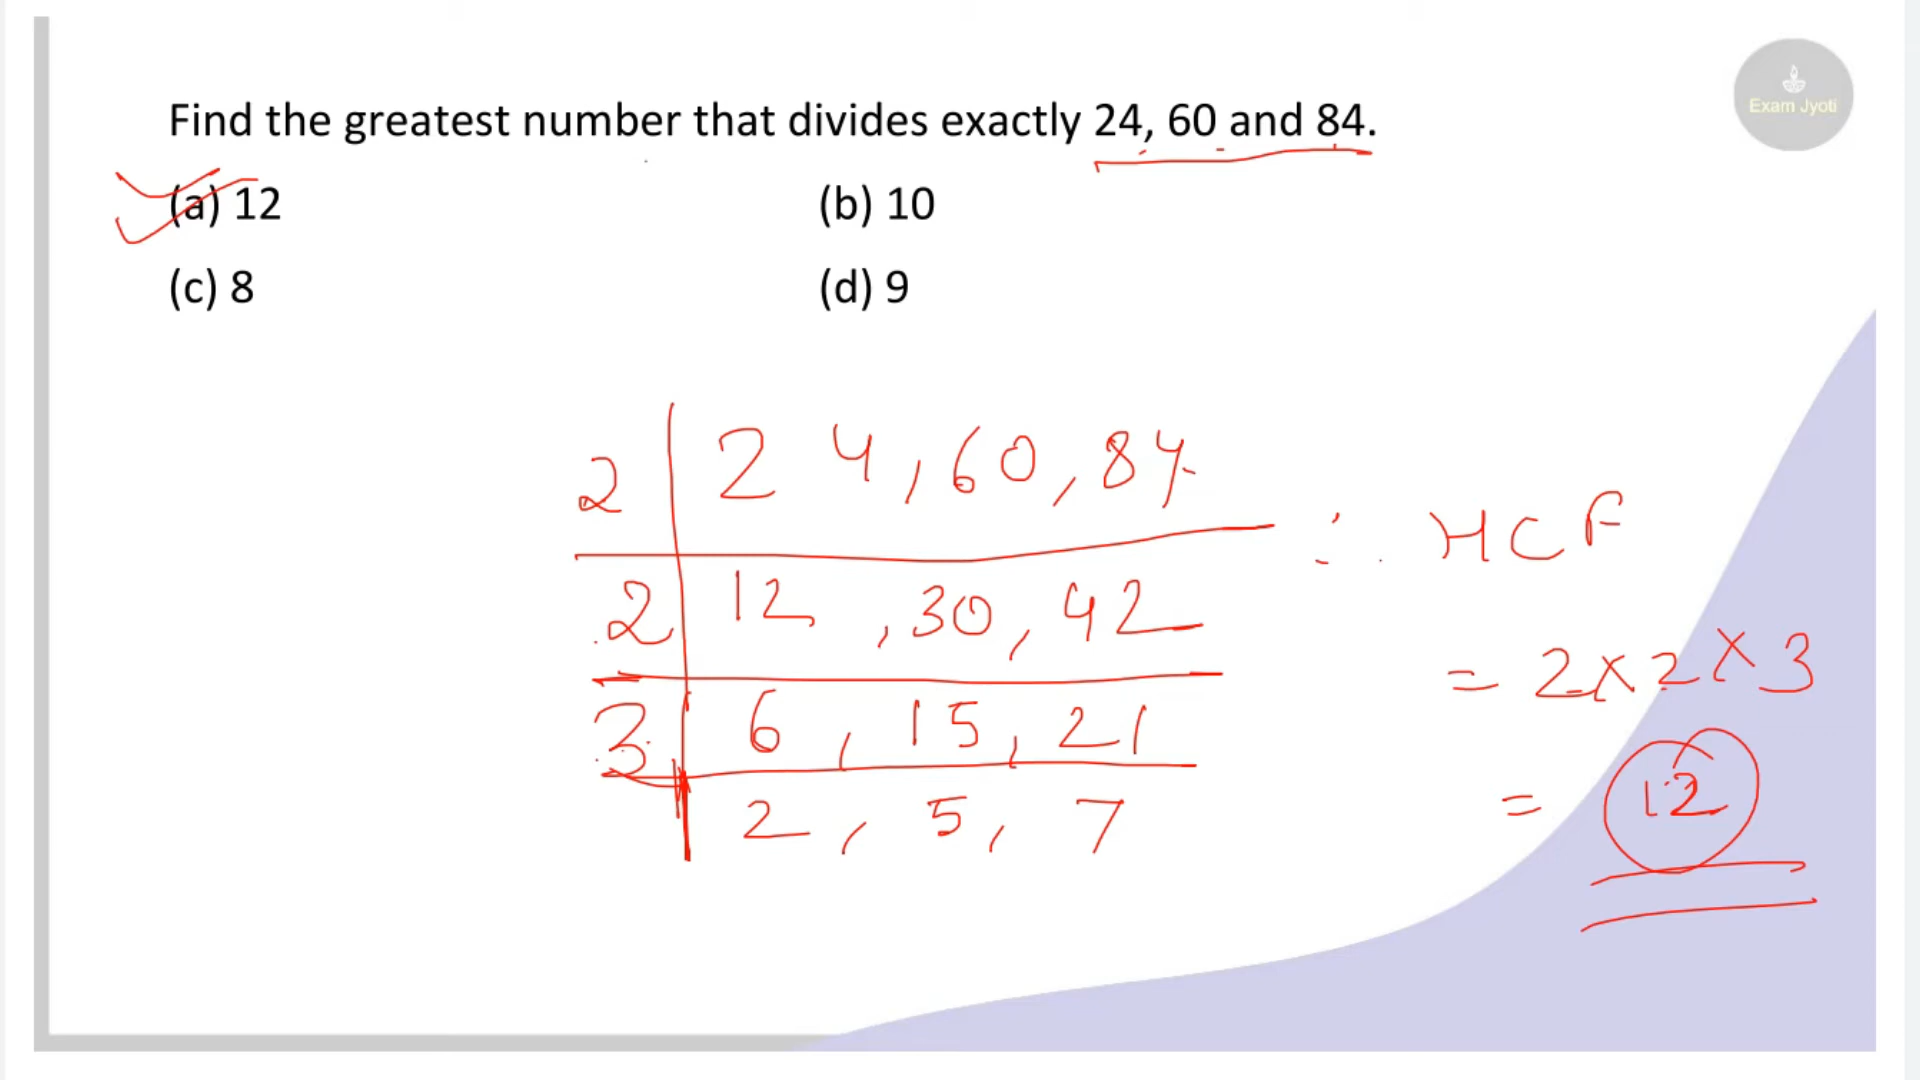 Exam Jyoti
Find the greatest number that divides exactly 24, 60 and 84.
(a) 12 (b) 10
(c) 8 (d) 9
2 24, 60, 84
2 12, 30, 42
3 6, 15, 21
2, 5, 7
∴ HCF
= 2 × 2 × 3
= 12